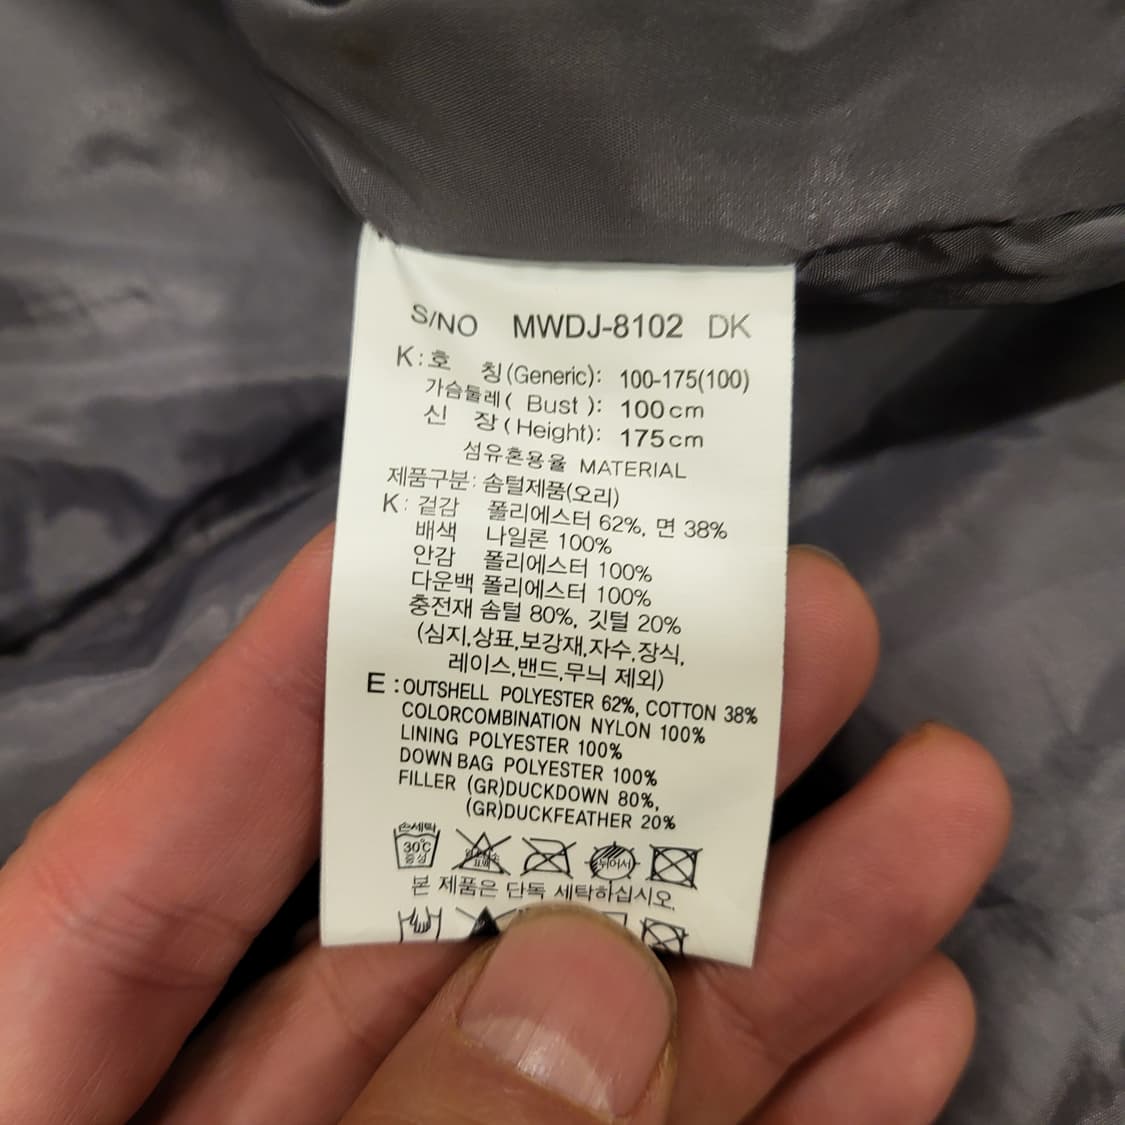 S/NO MWDJ-8102 DK
K:호 칭(Generic): 100-175(100)
가슴둘레( Bust ): 100cm
신 장(Height): 175cm
섬유혼용율 MATERIAL
제품구분: 솜털제품(오리)
K: 겉감 폴리에스터 62%, 면 38%
배색 나일론 100%
안감 폴리에스터 100%
다운백 폴리에스터 100%
충전재 솜털 80%, 깃털 20%
(심지,상표,보강재,자수,장식,
레이스,밴드,무늬 제외)
E:OUTSHELL POLYESTER 62%, COTTON 38%
COLORCOMBINATION NYLON 100%
LINING POLYESTER 100%
DOWN BAG POLYESTER 100%
FILLER (GR)DUCKDOWN 80%,
(GR)DUCKFEATHER 20%
손세탁
30℃
중성
뉘어서
본 제품은 단독 세탁하십시오.